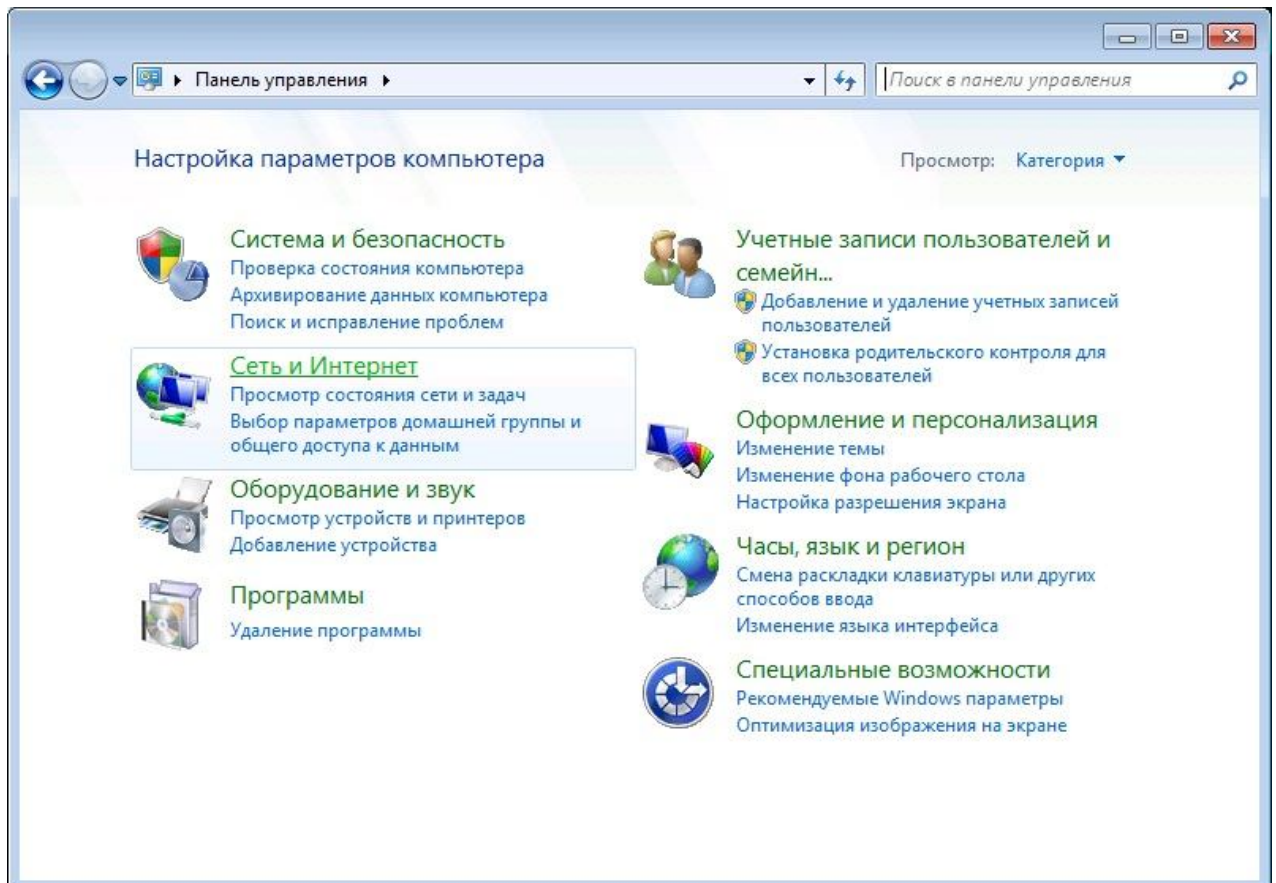 Панель управления
Поиск в панели управления
Настройка параметров компьютера
Просмотр: Категория
Система и безопасность
Проверка состояния компьютера
Архивирование данных компьютера
Поиск и исправление проблем
Сеть и Интернет
Просмотр состояния сети и задач
Выбор параметров домашней группы и
общего доступа к данным
Оборудование и звук
Просмотр устройств и принтеров
Добавление устройства
Программы
Удаление программы
Учетные записи пользователей и
семейн...
Добавление и удаление учетных записей
пользователей
Установка родительского контроля для
всех пользователей
Оформление и персонализация
Изменение темы
Изменение фона рабочего стола
Настройка разрешения экрана
Часы, язык и регион
Смена раскладки клавиатуры или других
способов ввода
Изменение языка интерфейса
Специальные возможности
Рекомендуемые Windows параметры
Оптимизация изображения на экране